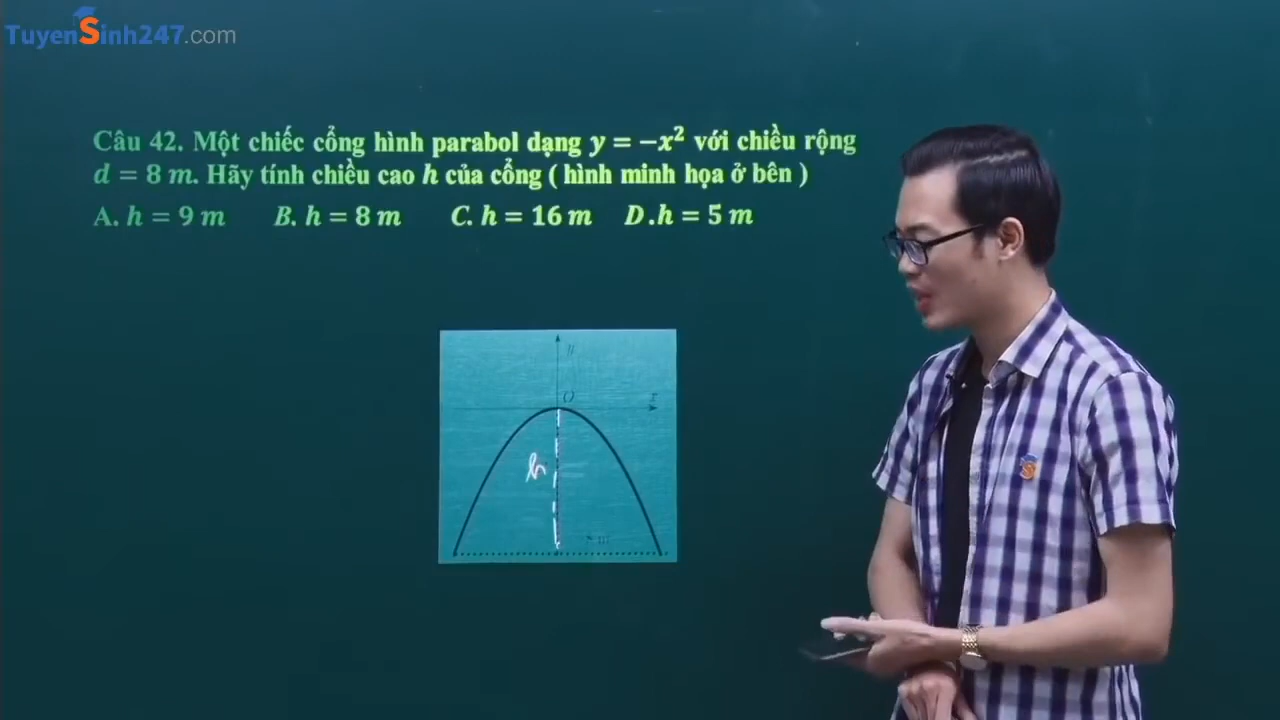 TuyenSinh247.com
Câu 42. Một chiếc cổng hình parabol dạng y = −x² với chiều rộng
d = 8 m. Hãy tính chiều cao h của cổng ( hình minh họa ở bên )
A. h = 9 m B. h = 8 m C. h = 16 m D.h = 5 m
O
h